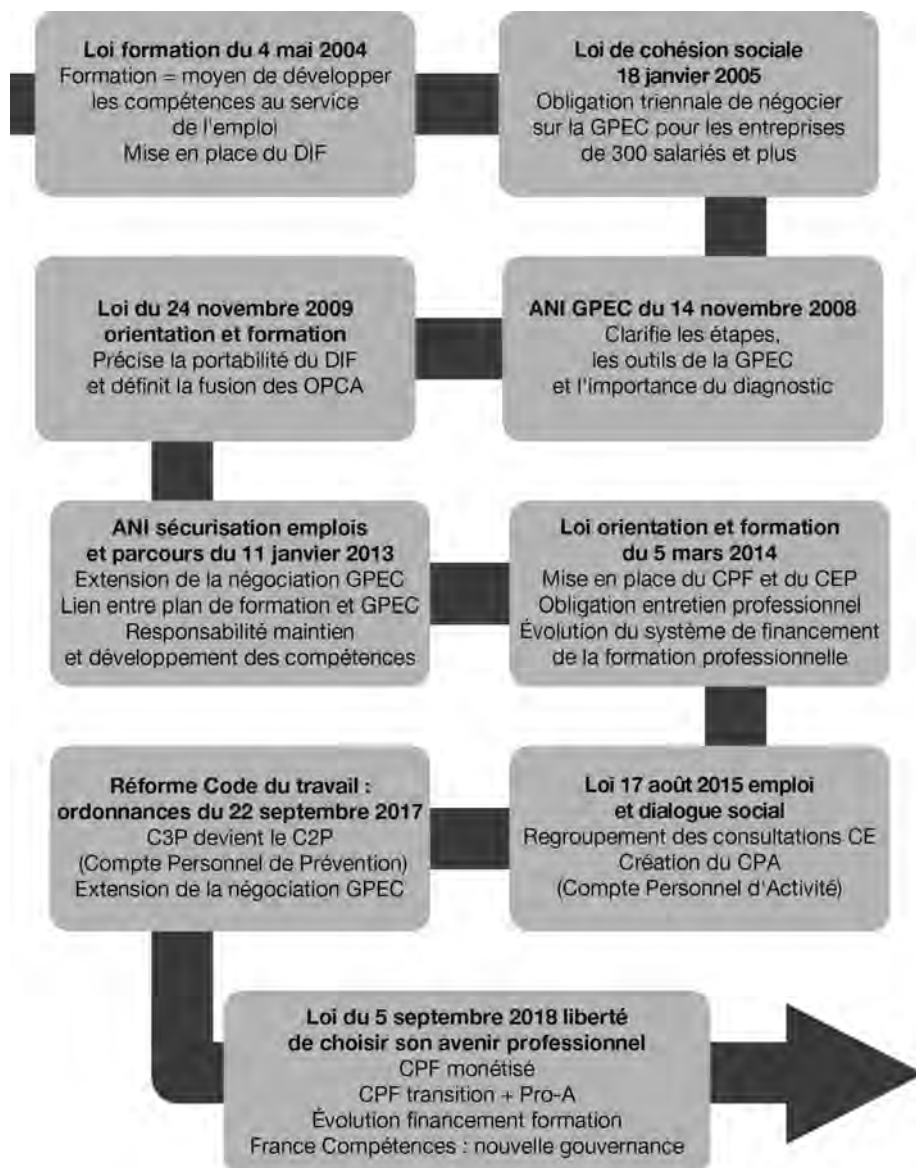 Loi formation du 4 mai 2004
Formation = moyen de développer
les compétences au service
de l'emploi
Mise en place du DIF
Loi de cohésion sociale
18 janvier 2005
Obligation triennale de négocier
sur la GPEC pour les entreprises
de 300 salariés et plus
ANI GPEC du 14 novembre 2008
Clarifie les étapes,
les outils de la GPEC
et l'importance du diagnostic
Loi du 24 novembre 2009
orientation et formation
Précise la portabilité du DIF
et définit la fusion des OPCA
ANI sécurisation emplois
et parcours du 11 janvier 2013
Extension de la négociation GPEC
Lien entre plan de formation et GPEC
Responsabilité maintien
et développement des compétences
Loi orientation et formation
du 5 mars 2014
Mise en place du CPF et du CEP
Obligation entretien professionnel
Évolution du système de financement
de la formation professionnelle
Loi 17 août 2015 emploi
et dialogue social
Regroupement des consultations CE
Création du CPA
(Compte Personnel d'Activité)
Réforme Code du travail :
ordonnances du 22 septembre 2017
C3P devient le C2P
(Compte Personnel de Prévention)
Extension de la négociation GPEC
Loi du 5 septembre 2018 liberté
de choisir son avenir professionnel
CPF monétisé
CPF transition + Pro-A
Évolution financement formation
France Compétences : nouvelle gouvernance